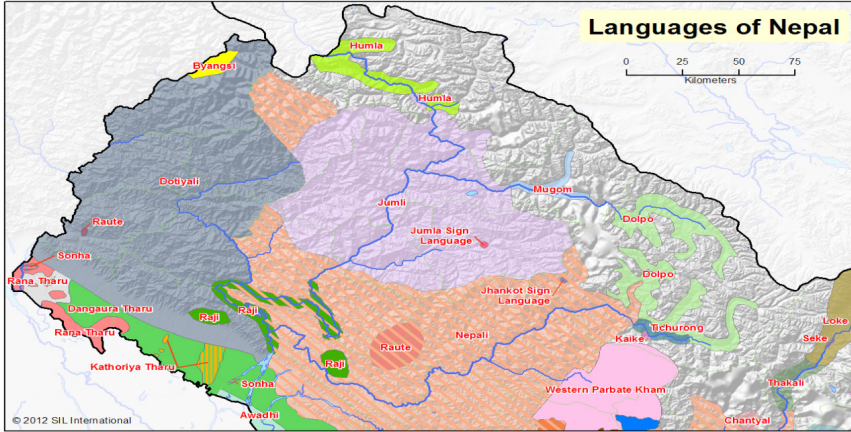 Languages of Nepal
0 25 50 75
Kilometers
Humla
Byangsi
Humla
Dotiyali
Mugom
Jumli
Dolpo
Raute
Jumla Sign
Language
Sonha
Dolpo
Rana Tharu
Jhankot Sign
Language
Dangaura Tharu
Raji
Raji
Loke
Rana Tharu
Nepali
Tichurong
Kaike
Seke
Raute
Kathoriya Tharu
Raji
Sonha
Thakali
Western Parbate Kham
Awadhi
Chantyal
© 2012 SIL International